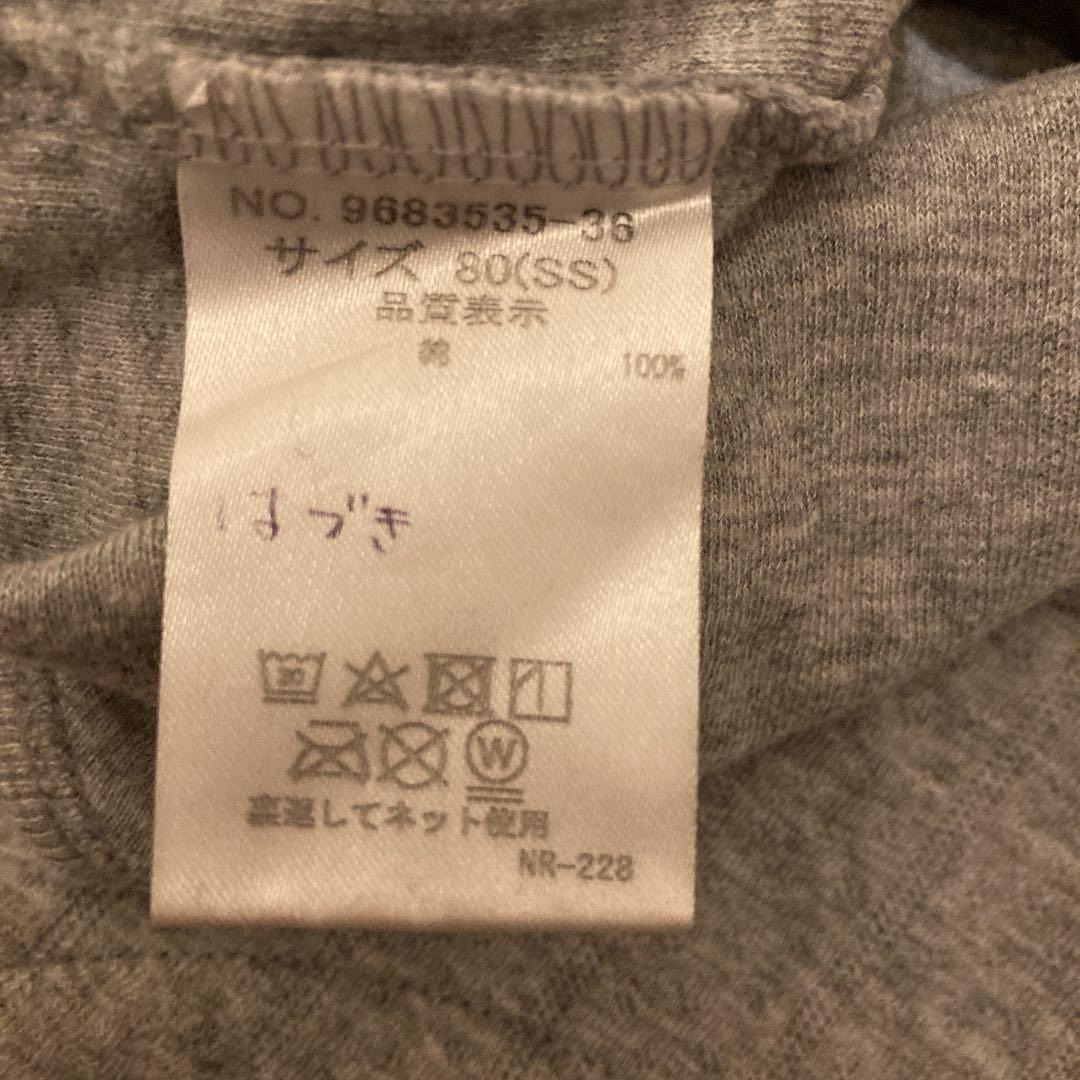 NO. 9683535-36
サイズ 80(SS)
品質表示
綿 100%
はづき
30
W
裏返してネット使用
NR-228